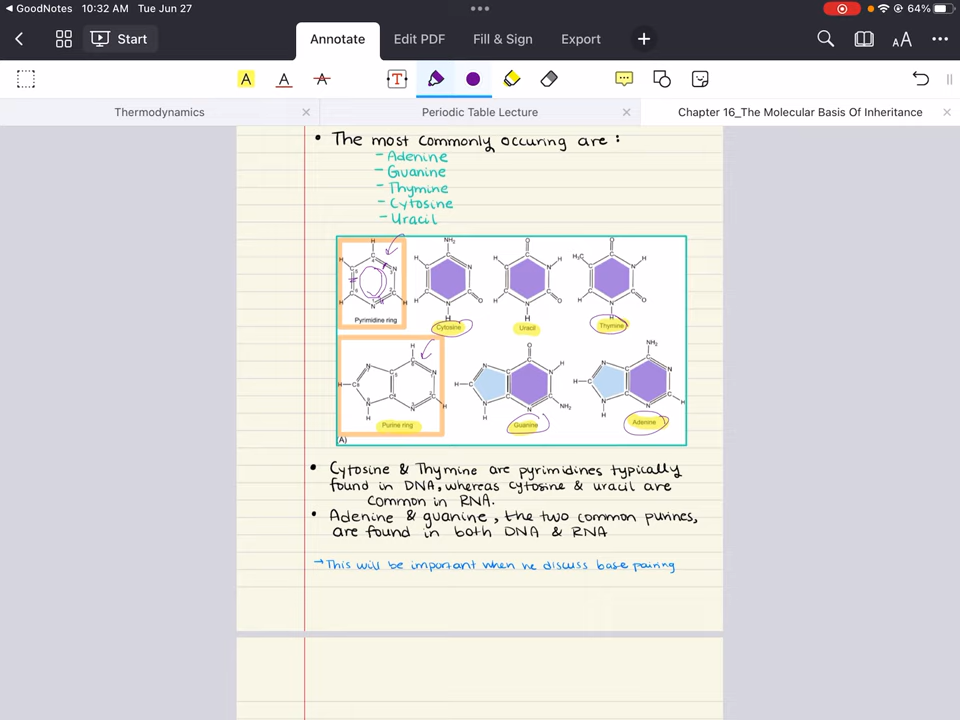 GoodNotes 10:32 AM Tue Jun 27 64%
Start Annotate Edit PDF Fill & Sign Export
Thermodynamics Periodic Table Lecture Chapter 16_The Molecular Basis Of Inheritance
• The most commonly occuring are :
- Adenine
- Guanine
- Thymine
- Cytosine
- Uracil
Pyrimidine ring Cytosine Uracil Thymine
Purine ring Guanine Adenine
(A)
• Cytosine & Thymine are pyrimidines typically
found in DNA, whereas cytosine & uracil are
common in RNA.
• Adenine & guanine, the two common purines,
are found in both DNA & RNA
→ This will be important when we discuss base pairing